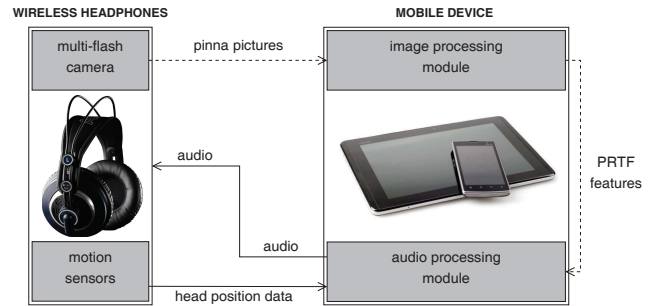 WIRELESS HEADPHONES
MOBILE DEVICE
multi-flash
camera
pinna pictures
image processing
module
audio
PRTF
features
audio
motion
sensors
audio processing
module
head position data